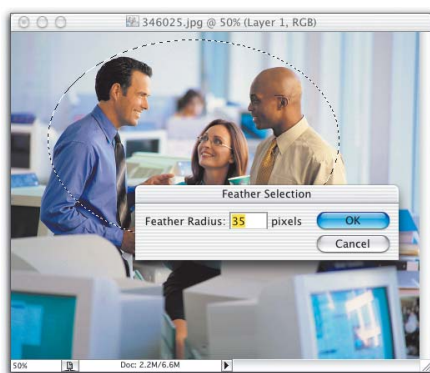 346025.jpg @ 50% (Layer 1, RGB)
Feather Selection
Feather Radius: 35 pixels OK
Cancel
50% Doc: 2.2M/6.6M